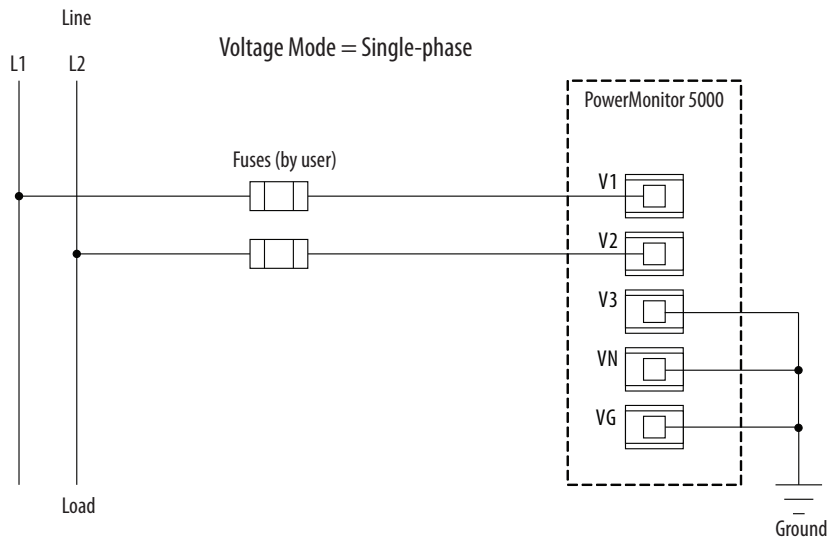 Line
Voltage Mode = Single-phase
L1
L2
PowerMonitor 5000
Fuses (by user)
V1
V2
V3
VN
VG
Load
Ground